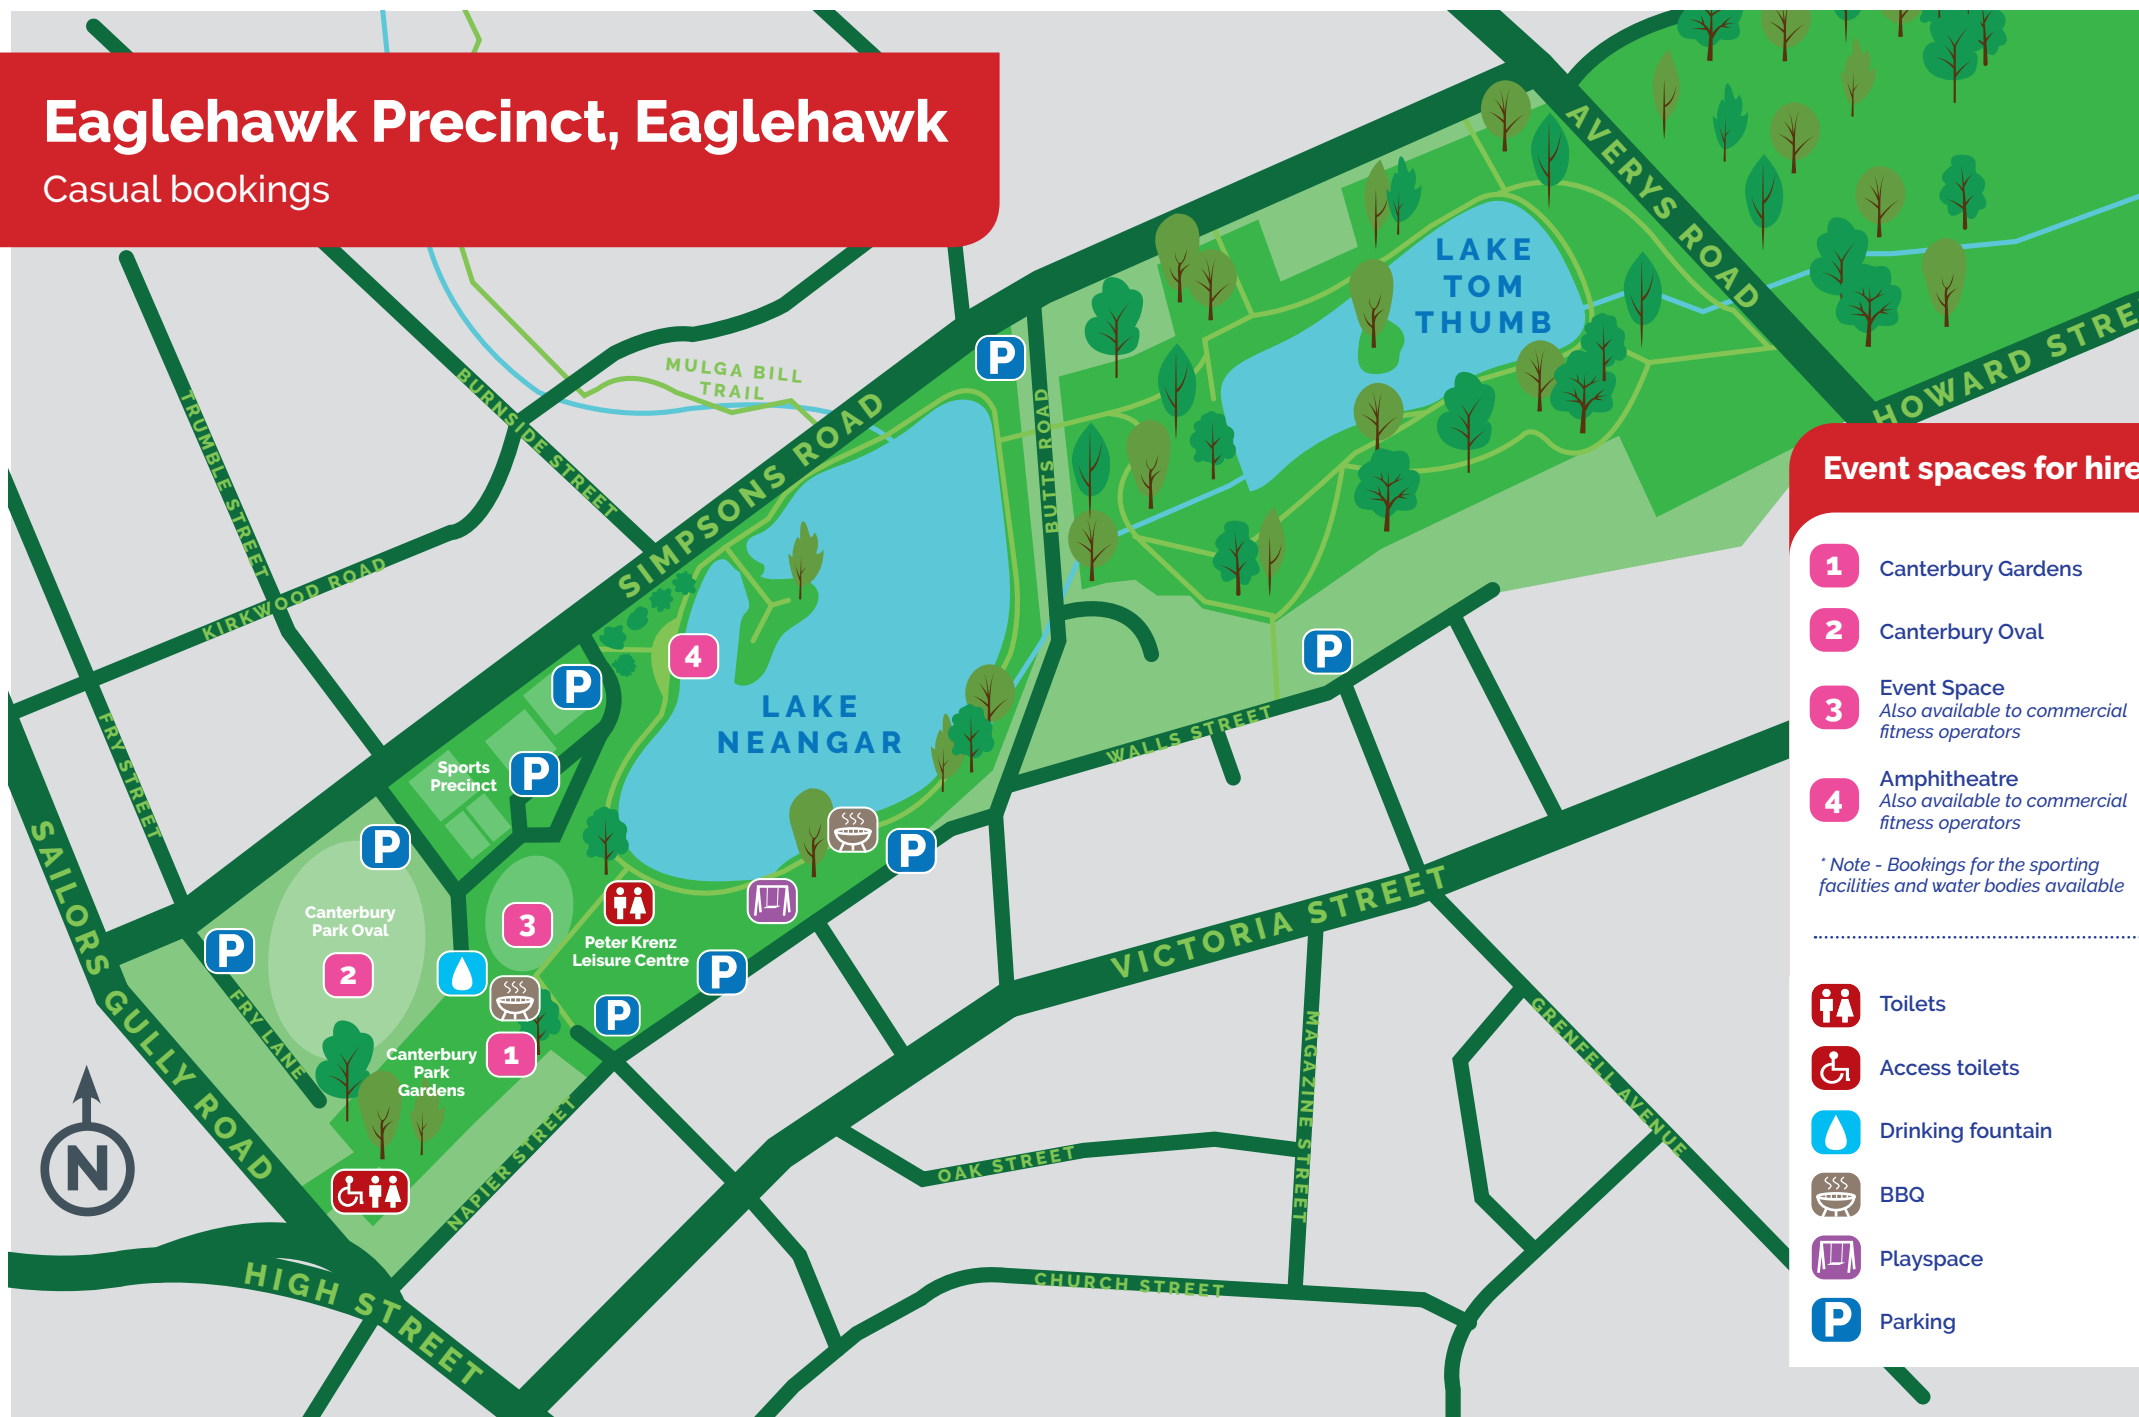 Eaglehawk Precinct, Eaglehawk
Casual bookings
AVERYS ROAD
HOWARD STRE
LAKE
TOM
THUMB
MULGA BILL
TRAIL
BURNSIDE STREET
TRUMBLE STREET
KIRKWOOD ROAD
SIMPSONS ROAD
BUTTS ROAD
P
4
P
P
LAKE
NEANGAR
WALLS STREET
FRY STREET
Sports
Precinct
P
P
P
SAILORS GULLY ROAD
Canterbury
Park Oval
2
P
3
Peter Krenz
Leisure Centre
P
P
FRY LANE
Canterbury
Park
Gardens
1
N
NAPIER STREET
HIGH STREET
VICTORIA STREET
MAGAZINE STREET
GRENFELL AVENUE
OAK STREET
CHURCH STREET
Event spaces for hire
1 Canterbury Gardens
2 Canterbury Oval
3 Event Space
Also available to commercial
fitness operators
4 Amphitheatre
Also available to commercial
fitness operators
* Note - Bookings for the sporting
facilities and water bodies available
Toilets
Access toilets
Drinking fountain
BBQ
Playspace
P Parking